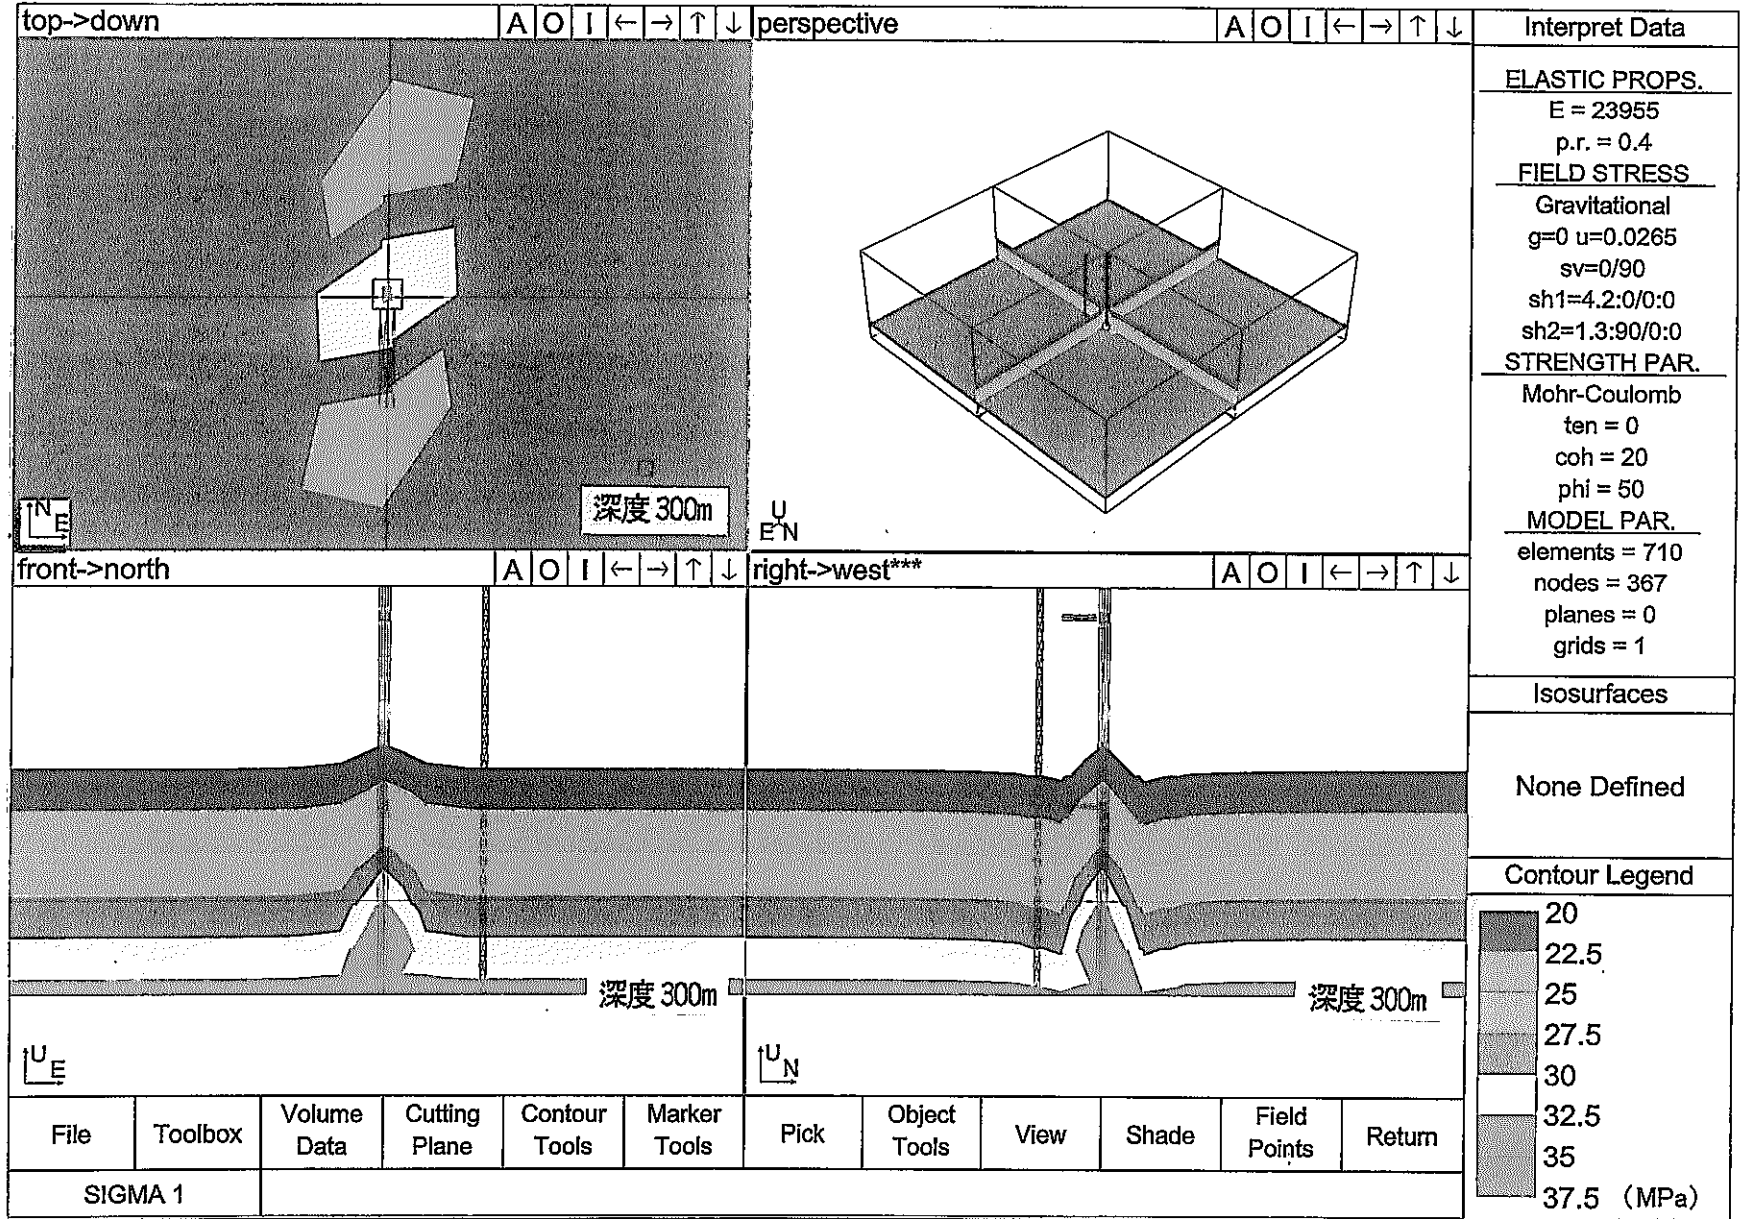 top->down
A O I ← → ↑ ↓
perspective
A O I ← → ↑ ↓
Interpret Data
ELASTIC PROPS.
E = 23955
p.r. = 0.4
FIELD STRESS
Gravitational
g=0 u=0.0265
sv=0/90
sh1=4.2:0/0:0
sh2=1.3:90/0:0
STRENGTH PAR.
Mohr-Coulomb
ten = 0
coh = 20
phi = 50
MODEL PAR.
elements = 710
nodes = 367
planes = 0
grids = 1
Isosurfaces
None Defined
Contour Legend
20
22.5
25
27.5
30
32.5
35
37.5 (MPa)
N
E
深度 300m
U
E N
front->north
A O I ← → ↑ ↓
right->west***
A O I ← → ↑ ↓
深度 300m
深度 300m
U
E
U
N
File
Toolbox
Volume
Data
Cutting
Plane
Contour
Tools
Marker
Tools
Pick
Object
Tools
View
Shade
Field
Points
Return
SIGMA 1